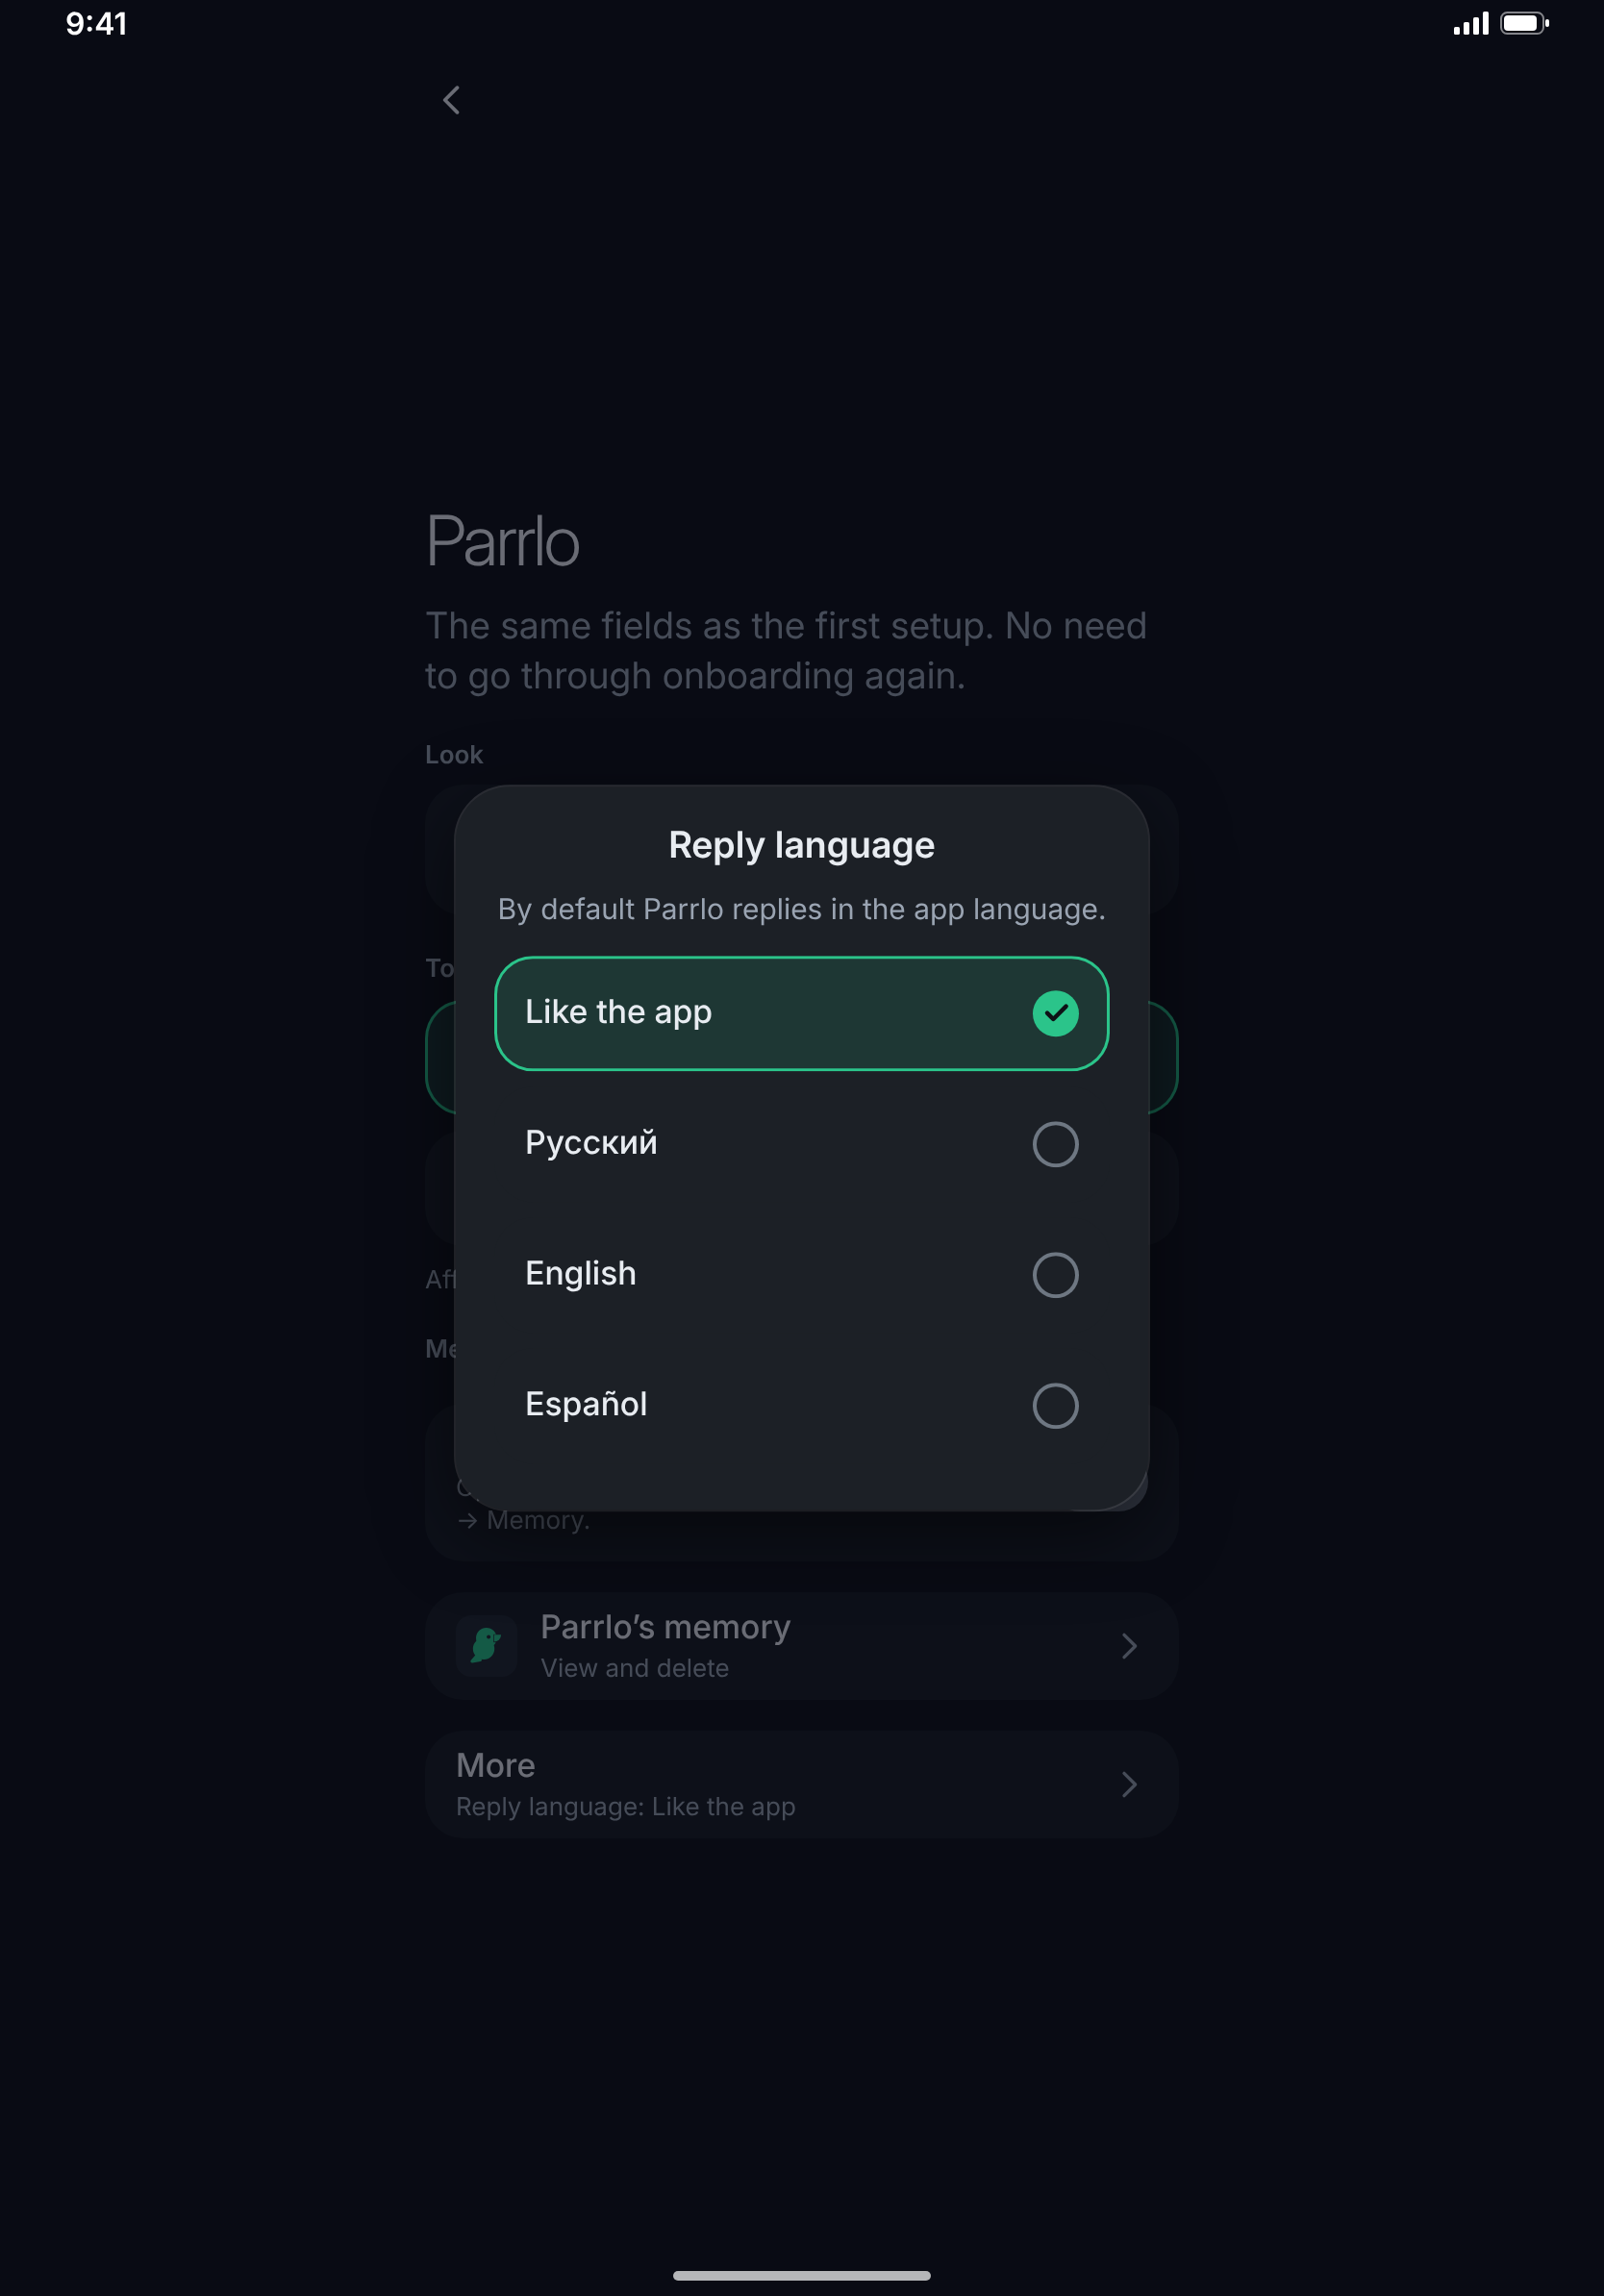 9:41
Parrlo
The same fields as the first setup. No need
to go through onboarding again.
Look
Reply language
By default Parrlo replies in the app language.
Like the app
Русский
English
Español
→ Memory.
Parrlo’s memory
View and delete
More
Reply language: Like the app